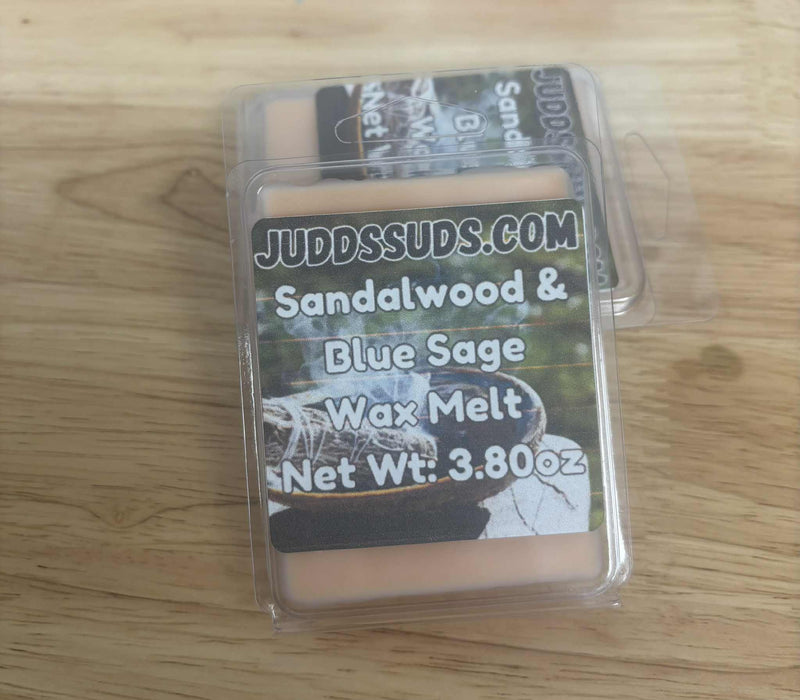 JUDDSSUDS.COM
Sandalwood &
Blue Sage
Wax Melt
Net Wt: 3.80oz